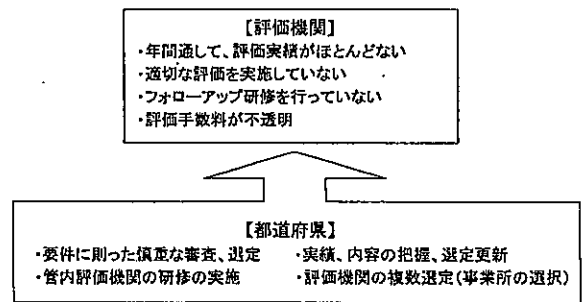 【評価機関】
・年間通して、評価実績がほとんどない
・適切な評価を実施していない
・フォローアップ研修を行っていない
・評価手数料が不透明
【都道府県】
・要件に則った慎重な審査、選定 ・実績、内容の把握、選定更新
・管内評価機関の研修の実施 ・評価機関の複数選定(事業所の選択)